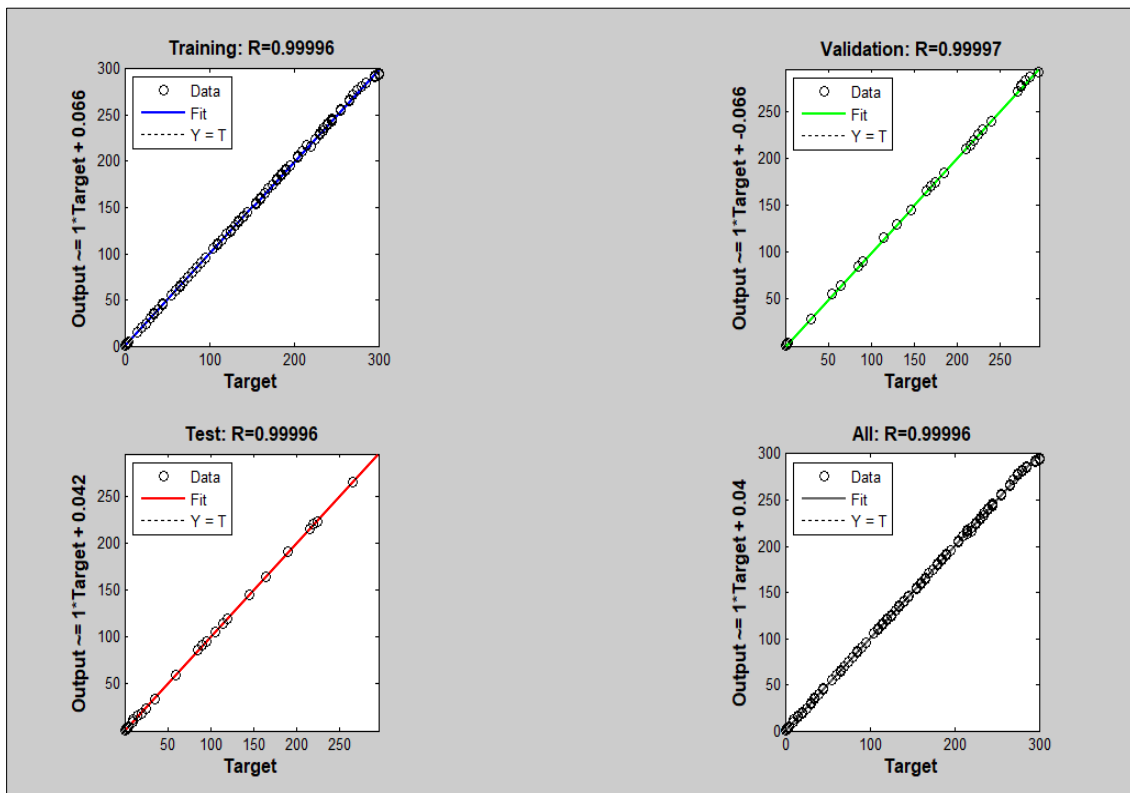 Training: R=0.99996
Output ~= 1*Target + 0.066
300
250
200
150
100
50
0
Data
Fit
Y = T
0 100 200 300
Target
Validation: R=0.99997
Output ~= 1*Target + -0.066
250
200
150
100
50
Data
Fit
Y = T
50 100 150 200 250
Target
Test: R=0.99996
Output ~= 1*Target + 0.042
250
200
150
100
50
Data
Fit
Y = T
50 100 150 200 250
Target
All: R=0.99996
Output ~= 1*Target + 0.04
300
250
200
150
100
50
0
Data
Fit
Y = T
0 100 200 300
Target